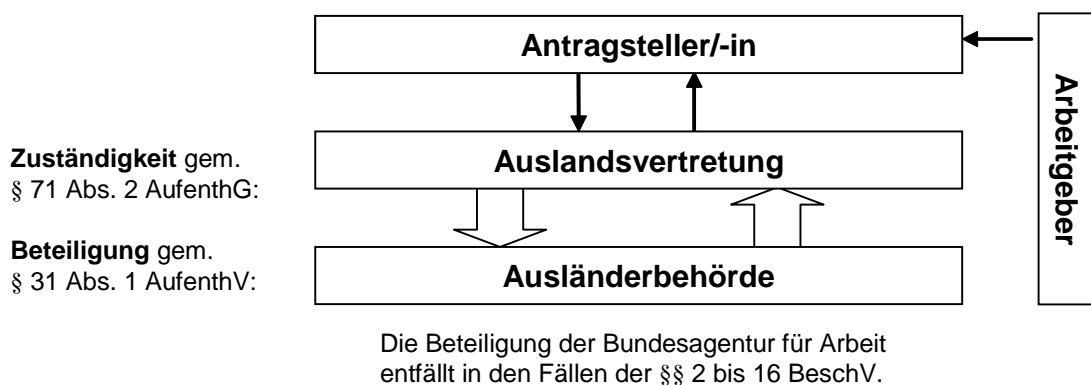 Antragsteller/-in
Arbeitgeber
Zuständigkeit gem.
§ 71 Abs. 2 AufenthG:
Auslandsvertretung
Beteiligung gem.
§ 31 Abs. 1 AufenthV:
Ausländerbehörde
Die Beteiligung der Bundesagentur für Arbeit
entfällt in den Fällen der §§ 2 bis 16 BeschV.